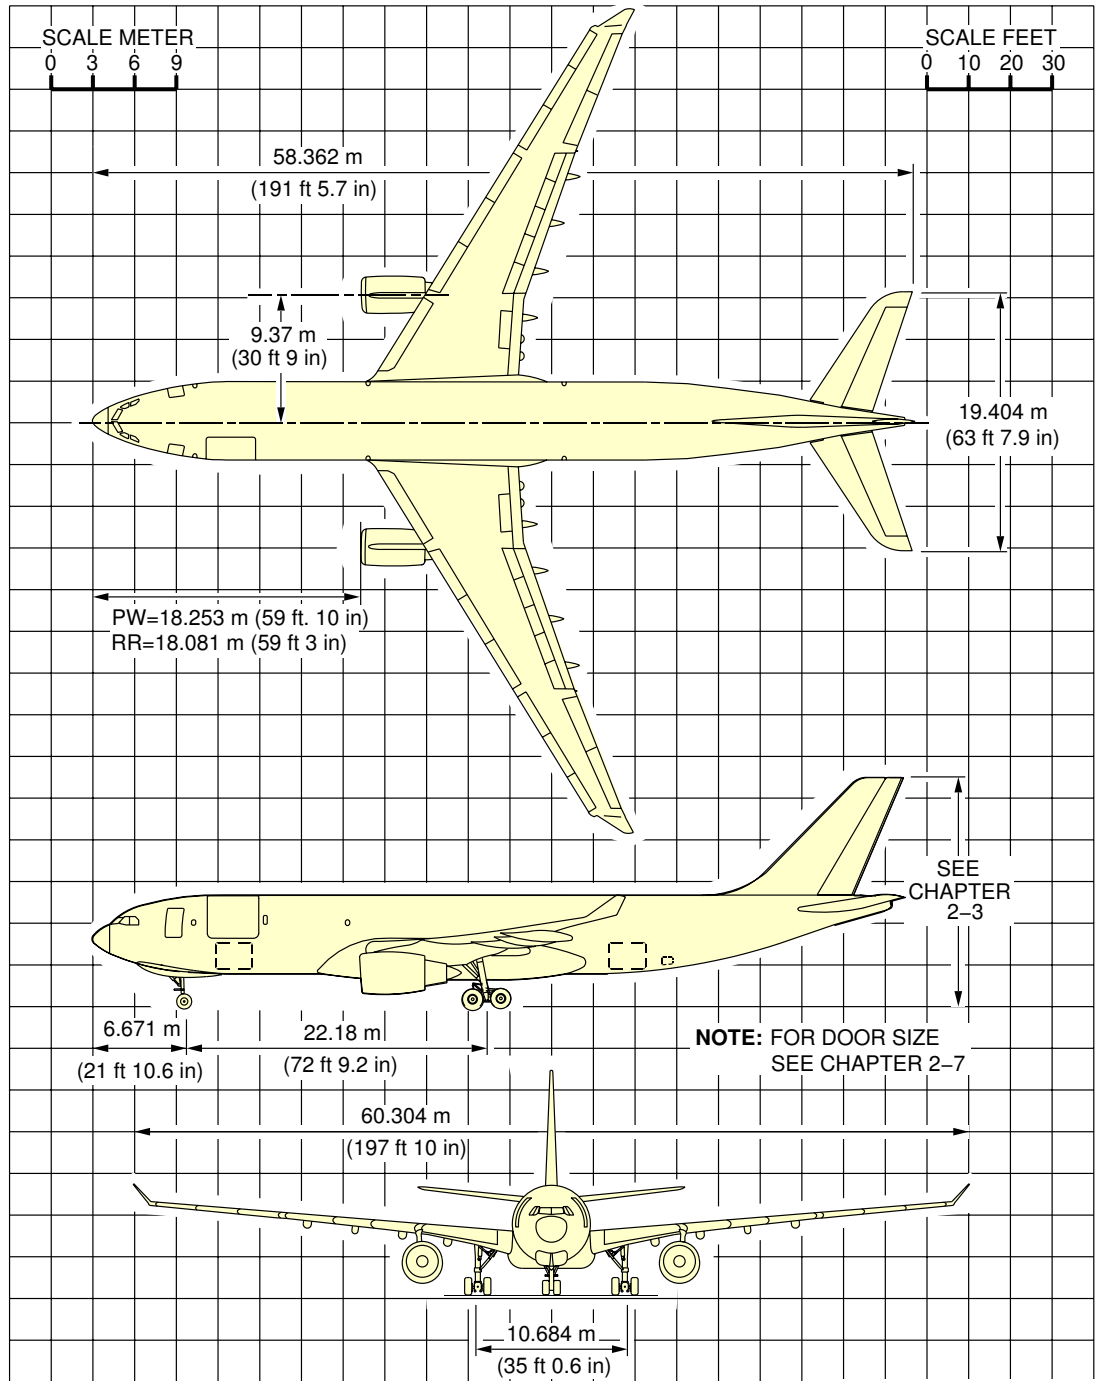 SCALE METER
0 3 6 9
SCALE FEET
0 10 20 30
58.362 m
(191 ft 5.7 in)
9.37 m
(30 ft 9 in)
19.404 m
(63 ft 7.9 in)
PW=18.253 m (59 ft. 10 in)
RR=18.081 m (59 ft 3 in)
SEE
CHAPTER
2–3
6.671 m
(21 ft 10.6 in)
22.18 m
(72 ft 9.2 in)
NOTE: FOR DOOR SIZE
SEE CHAPTER 2–7
60.304 m
(197 ft 10 in)
10.684 m
(35 ft 0.6 in)